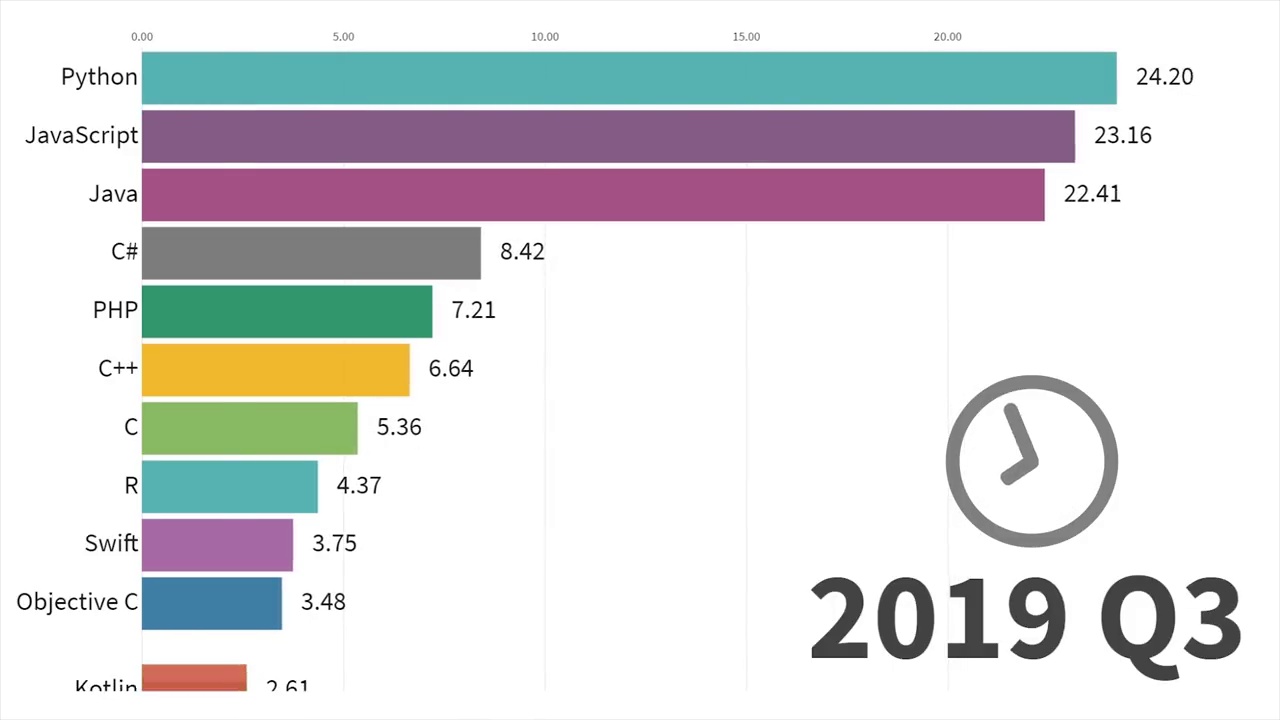 0.00 5.00 10.00 15.00 20.00
Python 24.20
JavaScript 23.16
Java 22.41
C# 8.42
PHP 7.21
C++ 6.64
C 5.36
R 4.37
Swift 3.75
Objective C 3.48
Kotlin 2.61
2019 Q3